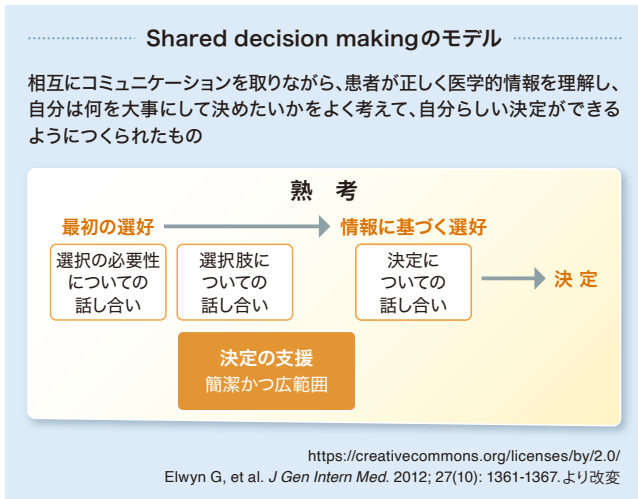 Shared decision makingのモデル
相互にコミュニケーションを取りながら、患者が正しく医学的情報を理解し、
自分は何を大事にして決めたいかをよく考えて、自分らしい決定ができる
ようにつくられたもの
熟 考
最初の選好
情報に基づく選好
選択の必要性
についての
話し合い
選択肢に
ついての
話し合い
決定に
ついての
話し合い
決 定
決定の支援
簡潔かつ広範囲
https://creativecommons.org/licenses/by/2.0/
Elwyn G, et al. J Gen Intern Med. 2012; 27(10): 1361-1367.より改変